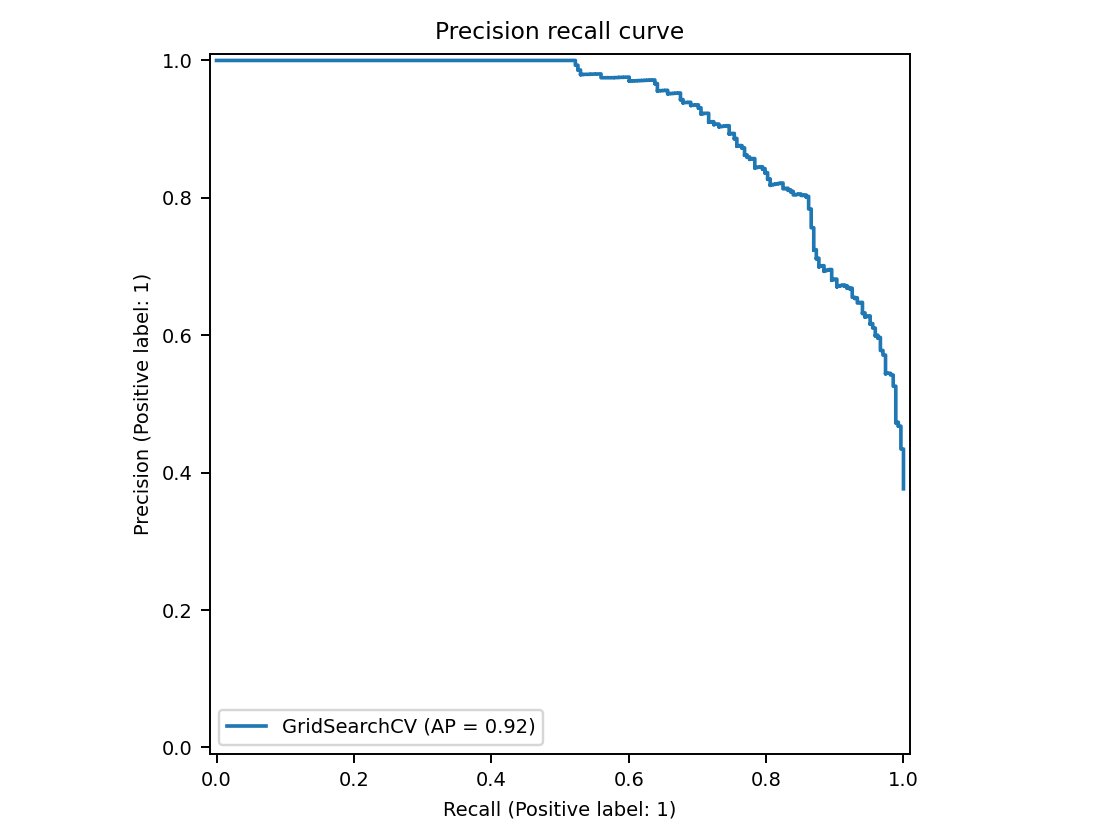 Precision recall curve
1.0
0.8
0.6
0.4
0.2
0.0
Precision (Positive label: 1)
GridSearchCV (AP = 0.92)
0.0 0.2 0.4 0.6 0.8 1.0
Recall (Positive label: 1)